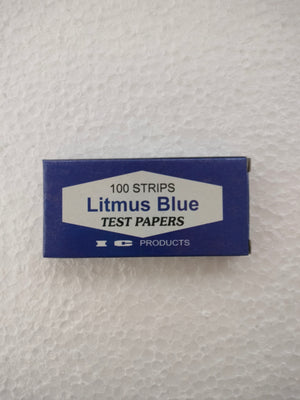 100 STRIPS
Litmus Blue
TEST PAPERS
IC PRODUCTS